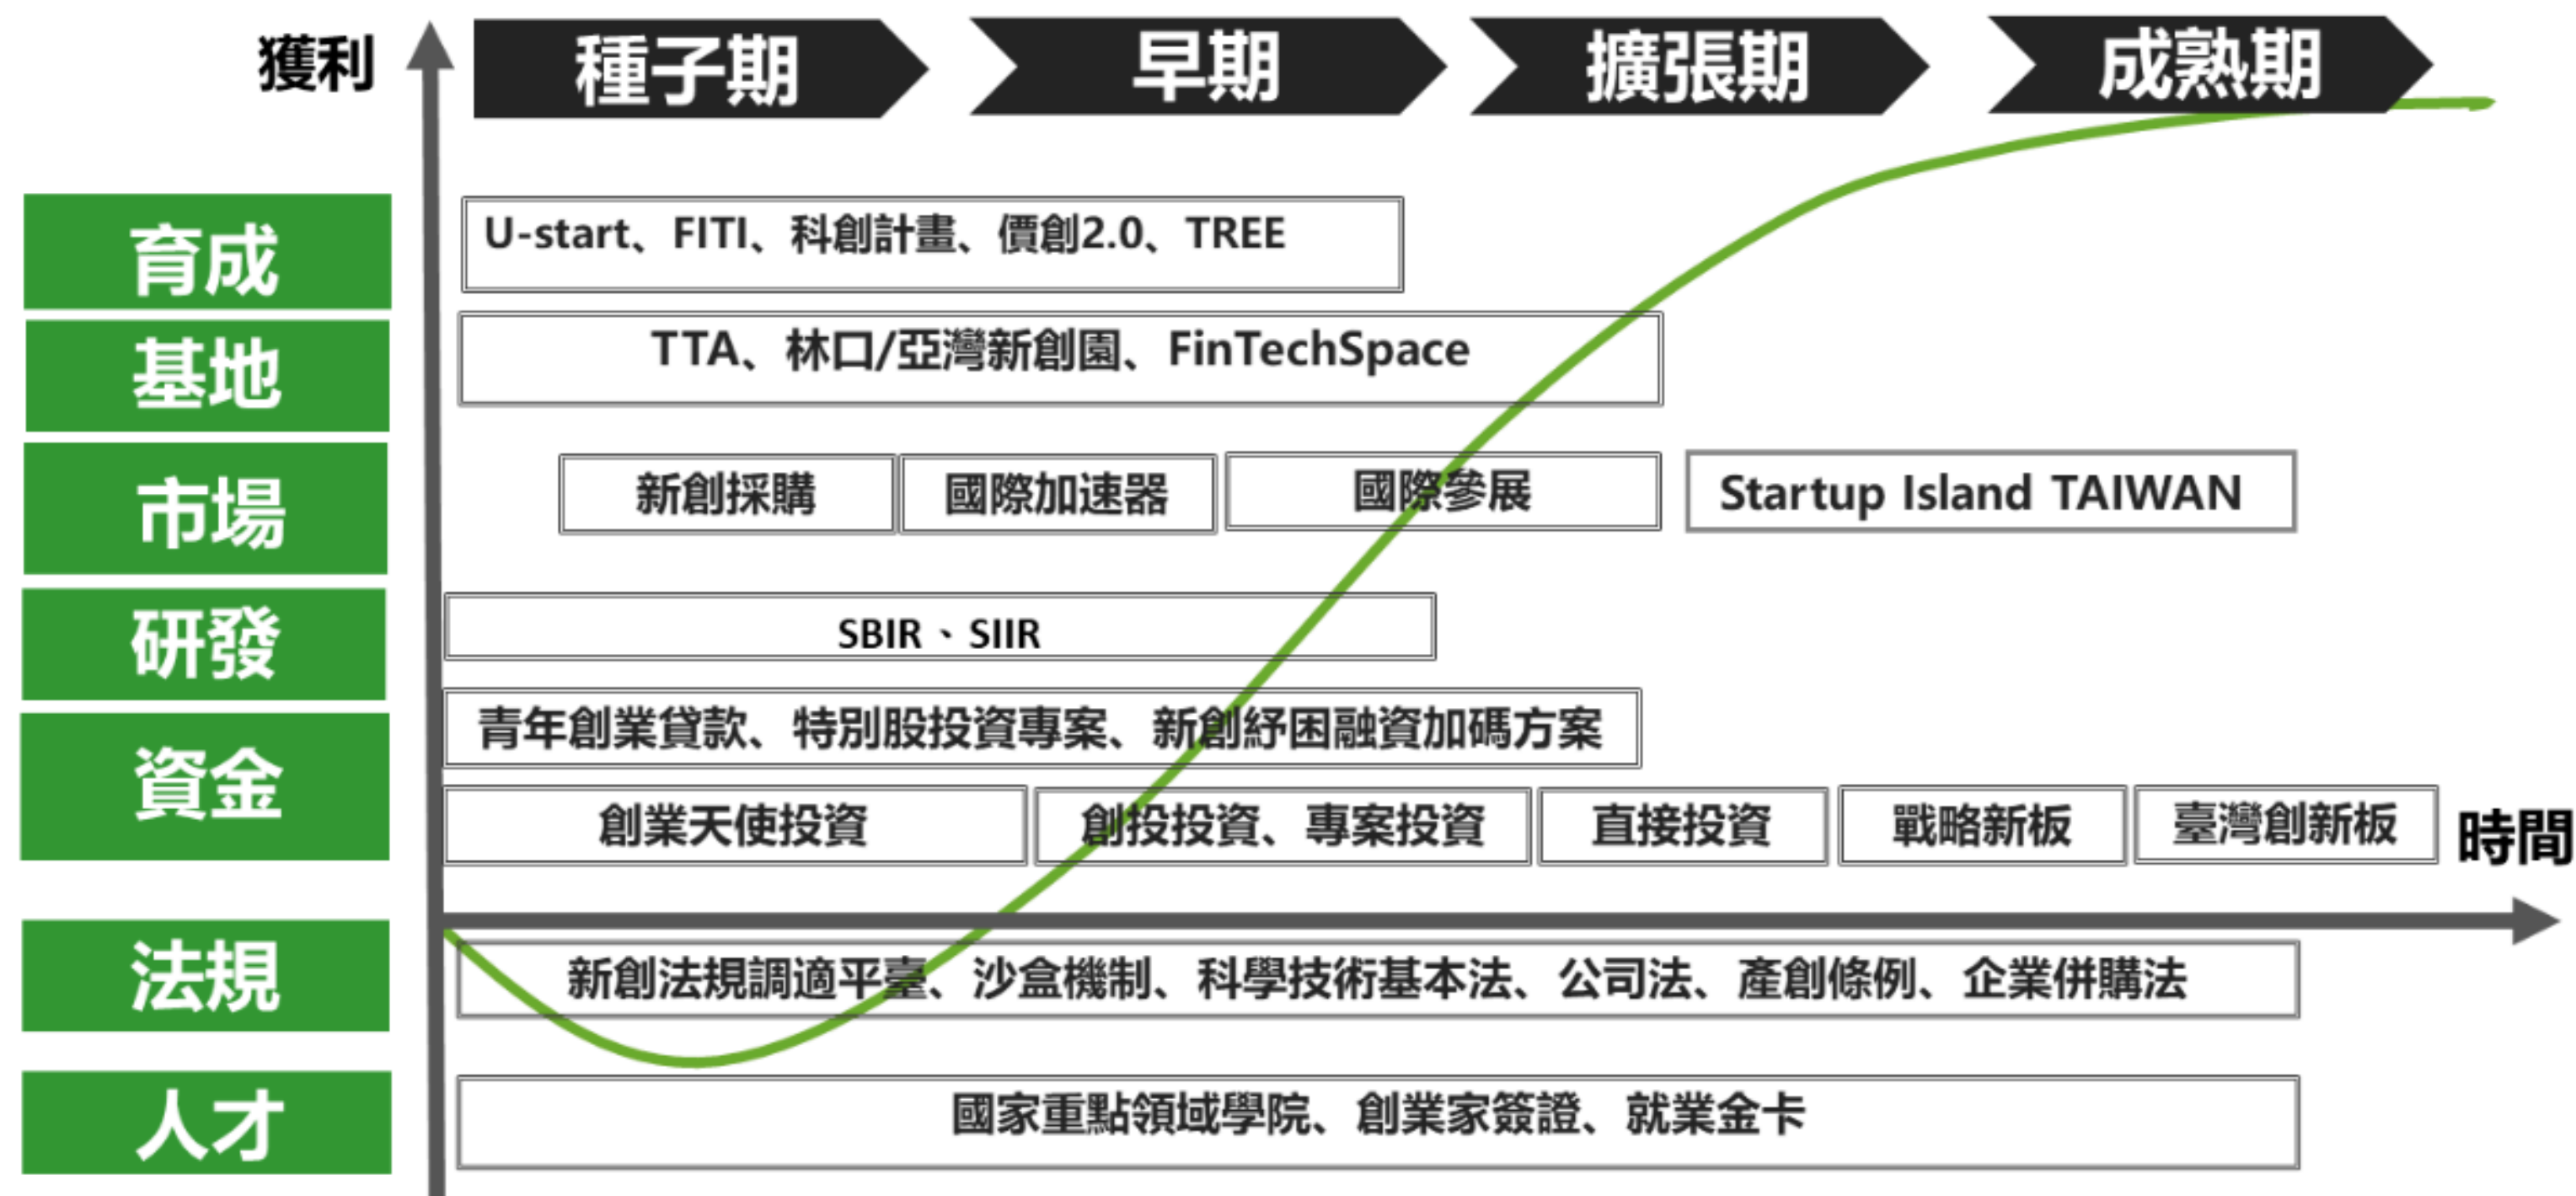 獲利
種子期
早期
擴張期
成熟期
育成
U-start、FITI、科創計畫、價創2.0、TREE
基地
TTA、林口/亞灣新創園、FinTechSpace
市場
新創採購
國際加速器
國際參展
Startup Island TAIWAN
研發
SBIR、SIIR
資金
青年創業貸款、特別股投資專案、新創紓困融資加碼方案
創業天使投資
創投投資、專案投資
直接投資
戰略新板
臺灣創新板
時間
法規
新創法規調適平臺、沙盒機制、科學技術基本法、公司法、產創條例、企業併購法
人才
國家重點領域學院、創業家簽證、就業金卡